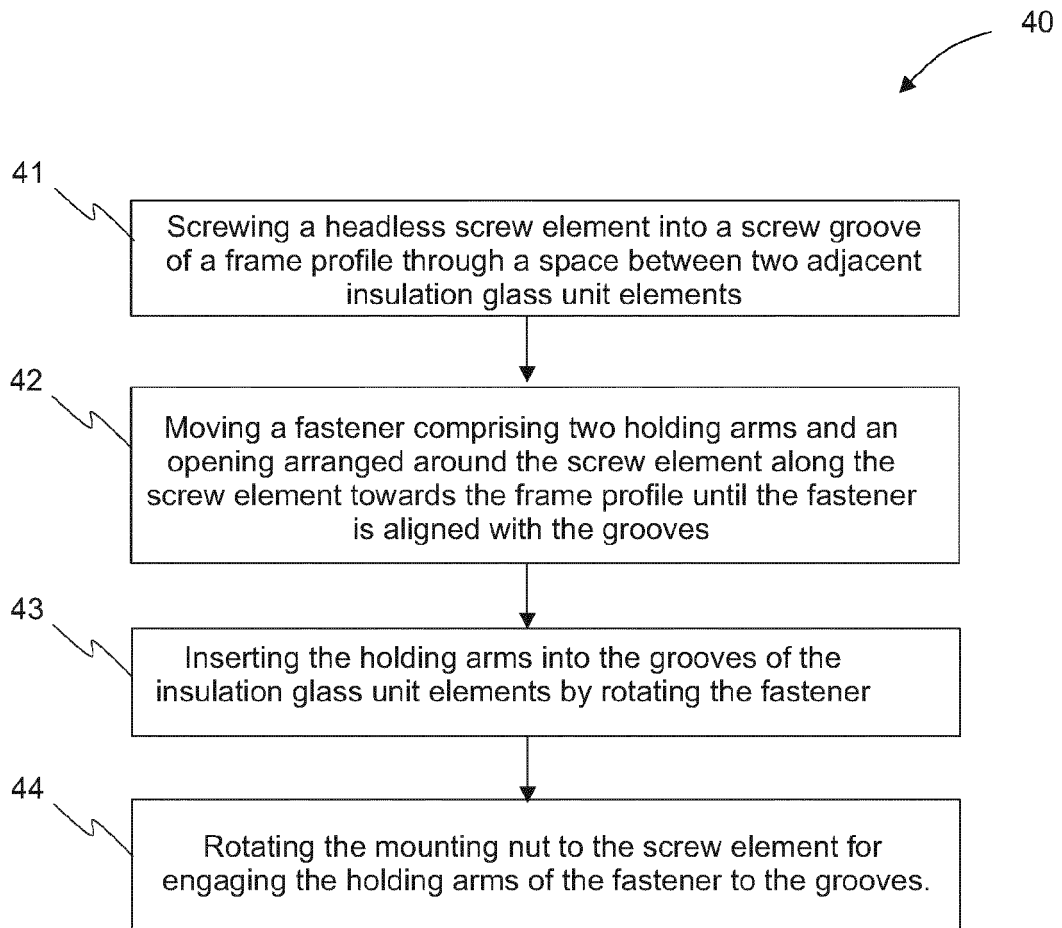 40
41
Screwing a headless screw element into a screw groove
of a frame profile through a space between two adjacent
insulation glass unit elements
42
Moving a fastener comprising two holding arms and an
opening arranged around the screw element along the
screw element towards the frame profile until the fastener
is aligned with the grooves
43
Inserting the holding arms into the grooves of the
insulation glass unit elements by rotating the fastener
44
Rotating the mounting nut to the screw element for
engaging the holding arms of the fastener to the grooves.